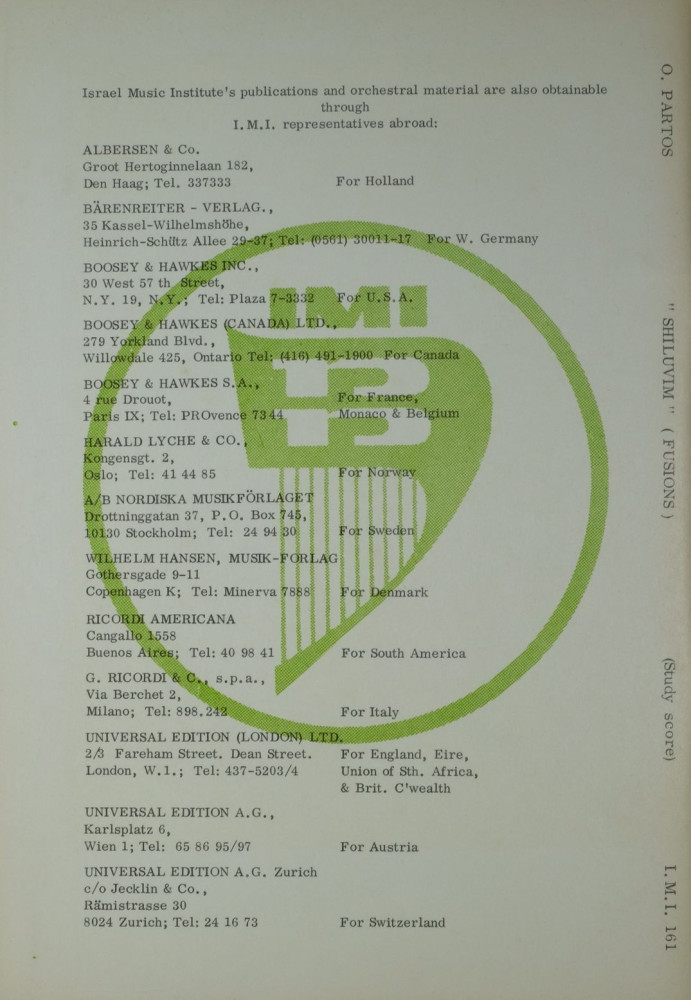 Israel Music Institute's publications and orchestral material are also obtainable
through
I.M.I. representatives abroad:
ALBERSEN & Co.
Groot Hertoginnelaan 182,
Den Haag; Tel. 337333 For Holland
BÄRENREITER - VERLAG.,
35 Kassel-Wilhelmshöhe,
Heinrich-Schütz Allee 29-37; Tel: (0561) 30011-17 For W. Germany
BOOSEY & HAWKES INC.,
30 West 57 th Street,
N.Y. 19, N.Y.; Tel: Plaza 7-3332 For U.S.A.
BOOSEY & HAWKES (CANADA) LTD.,
279 Yorkland Blvd.,
Willowdale 425, Ontario Tel: (416) 491-1900 For Canada
BOOSEY & HAWKES S.A.,
4 rue Drouot, For France,
Paris IX; Tel: PROvence 7344 Monaco & Belgium
HARALD LYCHE & CO.,
Kongensgt. 2,
Oslo; Tel: 41 44 85 For Norway
A/B NORDISKA MUSIKFÖRLAGET
Drottninggatan 37, P.O. Box 745,
10130 Stockholm; Tel: 24 94 30 For Sweden
WILHELM HANSEN, MUSIK-FORLAG
Gothersgade 9-11
Copenhagen K; Tel: Minerva 7888 For Denmark
RICORDI AMERICANA
Cangallo 1558
Buenos Aires; Tel: 40 98 41 For South America
G. RICORDI & C., s.p.a.,
Via Berchet 2,
Milano; Tel: 898.242 For Italy
UNIVERSAL EDITION (LONDON) LTD.
2/3 Fareham Street. Dean Street. For England, Eire,
London, W.1.; Tel: 437-5203/4 Union of Sth. Africa,
& Brit. C'wealth
UNIVERSAL EDITION A.G.,
Karlsplatz 6,
Wien 1; Tel: 65 86 95/97 For Austria
UNIVERSAL EDITION A.G. Zurich
c/o Jecklin & Co.,
Rämistrasse 30
8024 Zurich; Tel: 24 16 73 For Switzerland
IMI
O. PARTOS " SHILUVIM " ( FUSIONS ) (Study score) I.M.I. 161